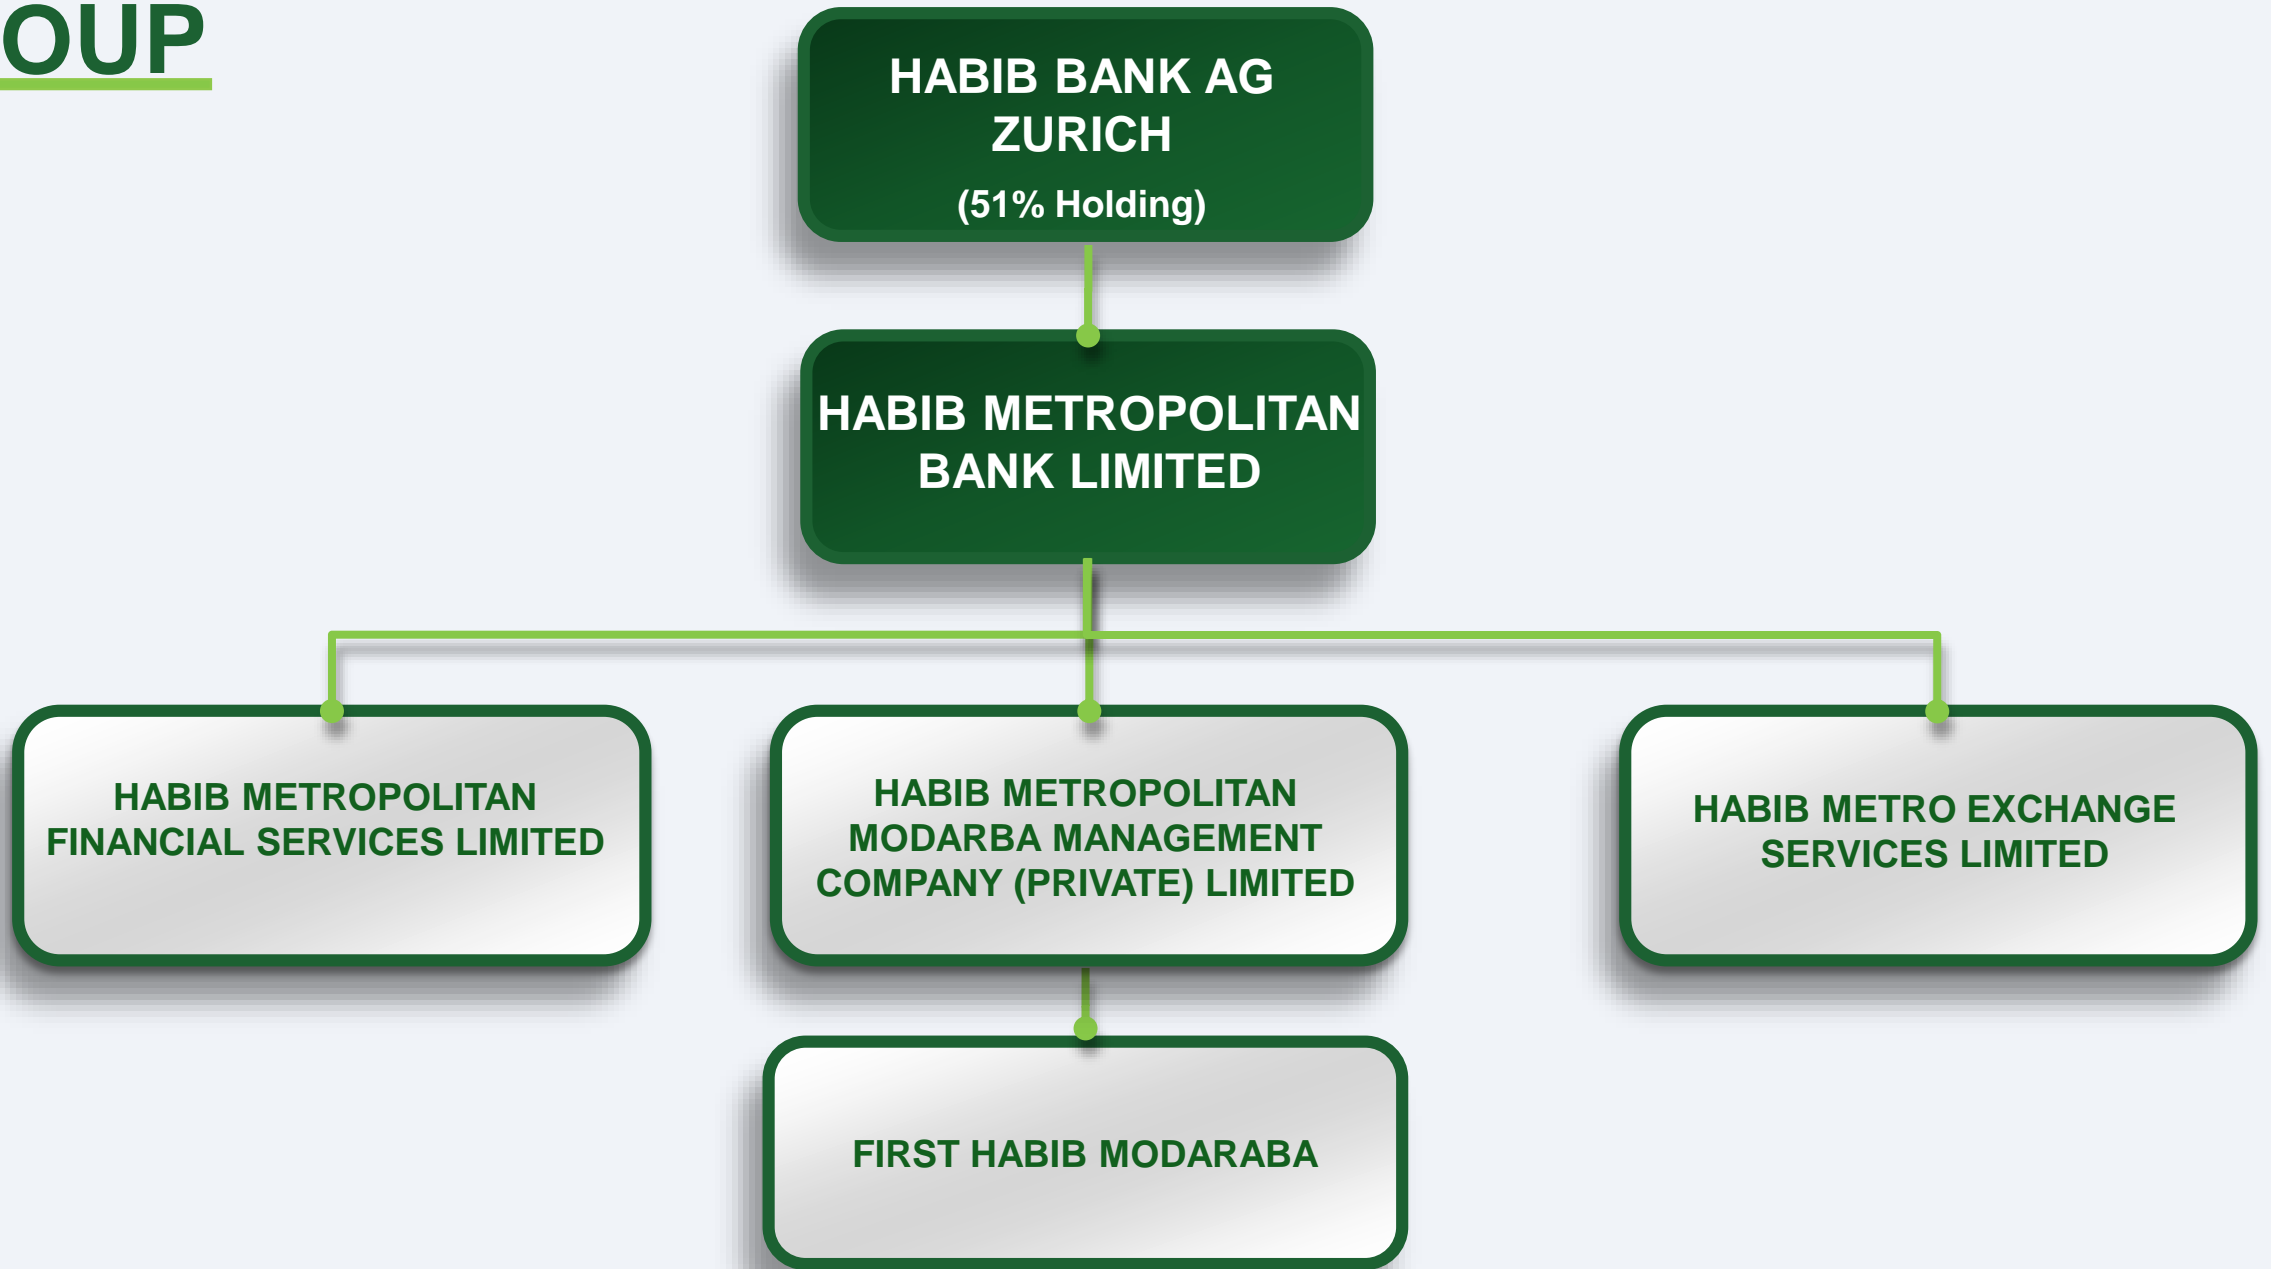 OUP
HABIB BANK AG
ZURICH
(51% Holding)
HABIB METROPOLITAN
BANK LIMITED
HABIB METROPOLITAN
FINANCIAL SERVICES LIMITED
HABIB METROPOLITAN
MODARBA MANAGEMENT
COMPANY (PRIVATE) LIMITED
HABIB METRO EXCHANGE
SERVICES LIMITED
FIRST HABIB MODARABA